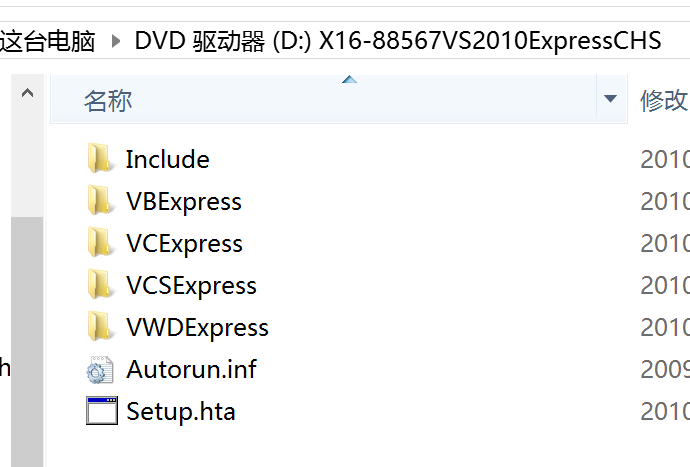 这台电脑 DVD 驱动器 (D:) X16-88567VS2010ExpressCHS
名称 修改
Include 2010
VBExpress 2010
VCExpress 2010
VCSExpress 2010
VWDExpress 2010
Autorun.inf 2009
Setup.hta 2010